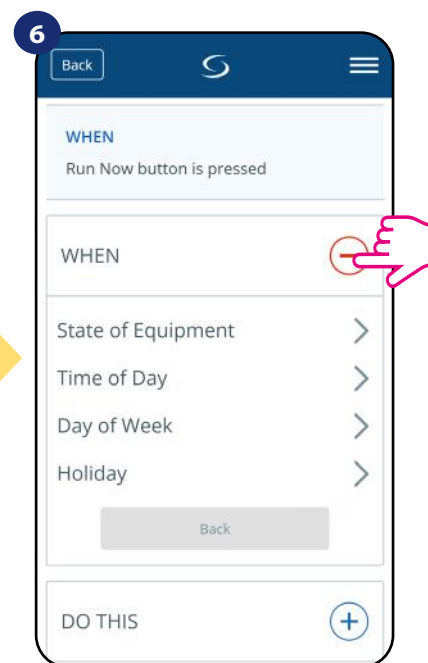 6
Back
WHEN
Run Now button is pressed
WHEN
State of Equipment
Time of Day
Day of Week
Holiday
Back
DO THIS